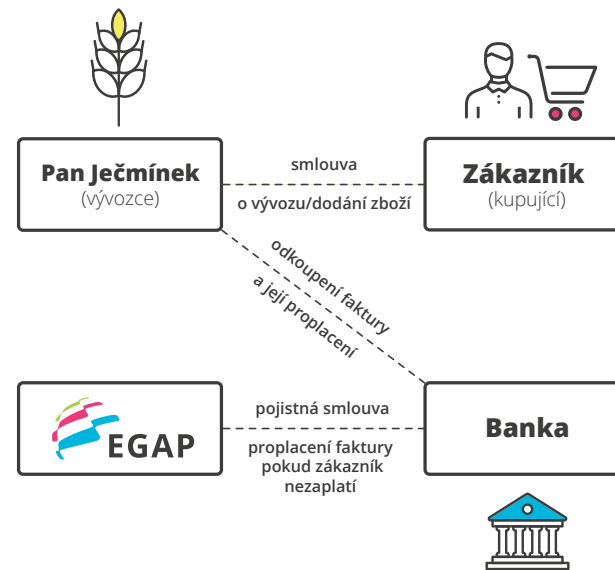 Pan Ječmínek
(vývozce)
smlouva
o vývozu/dodání zboží
Zákazník
(kupující)
odkoupení faktury
a její proplacení
EGAP
pojistná smlouva
proplacení faktury
pokud zákazník
nezaplatí
Banka